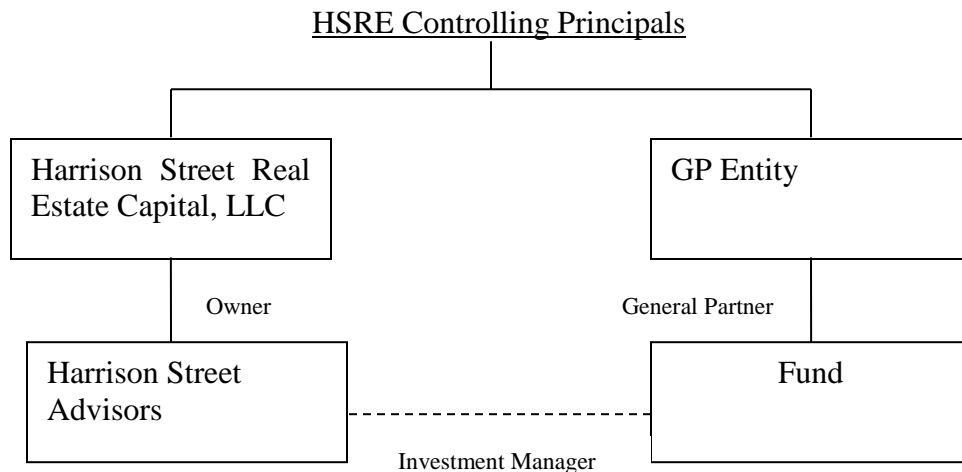 HSRE Controlling Principals
Harrison Street Real
Estate Capital, LLC
GP Entity
Owner
General Partner
Harrison Street
Advisors
Fund
Investment Manager